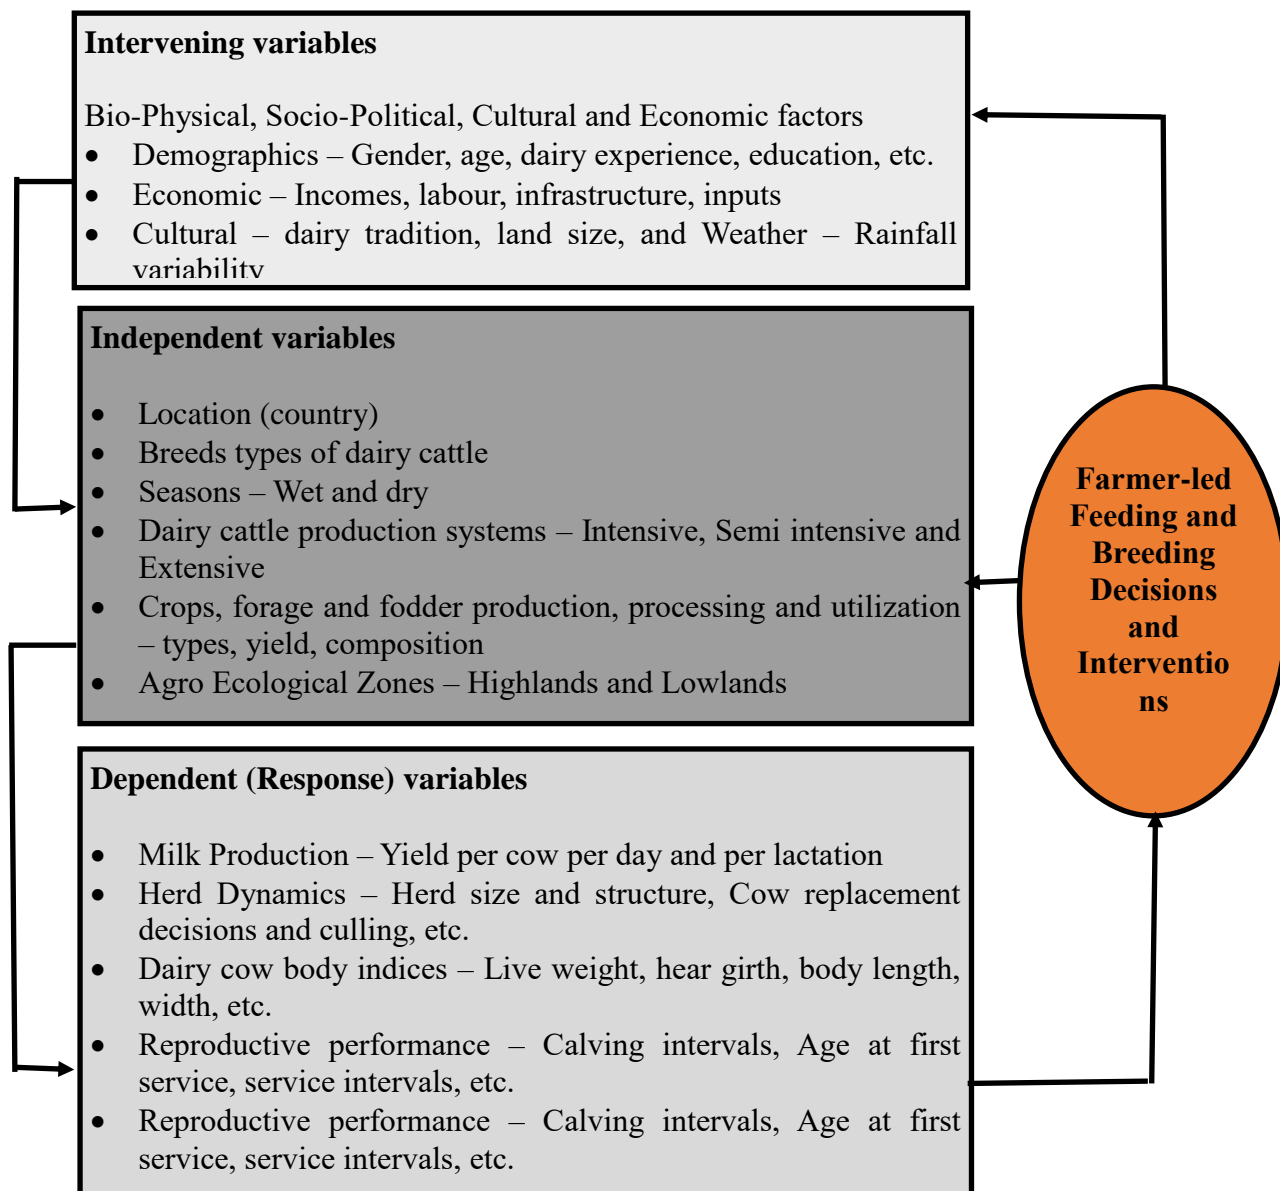 Intervening variables
Bio-Physical, Socio-Political, Cultural and Economic factors
• Demographics – Gender, age, dairy experience, education, etc.
• Economic – Incomes, labour, infrastructure, inputs
• Cultural – dairy tradition, land size, and Weather – Rainfall
variability
Independent variables
• Location (country)
• Breeds types of dairy cattle
• Seasons – Wet and dry
• Dairy cattle production systems – Intensive, Semi intensive and
Extensive
• Crops, forage and fodder production, processing and utilization
– types, yield, composition
• Agro Ecological Zones – Highlands and Lowlands
Dependent (Response) variables
• Milk Production – Yield per cow per day and per lactation
• Herd Dynamics – Herd size and structure, Cow replacement
decisions and culling, etc.
• Dairy cow body indices – Live weight, hear girth, body length,
width, etc.
• Reproductive performance – Calving intervals, Age at first
service, service intervals, etc.
• Reproductive performance – Calving intervals, Age at first
service, service intervals, etc.
Farmer-led
Feeding and
Breeding
Decisions
and
Interventio
ns